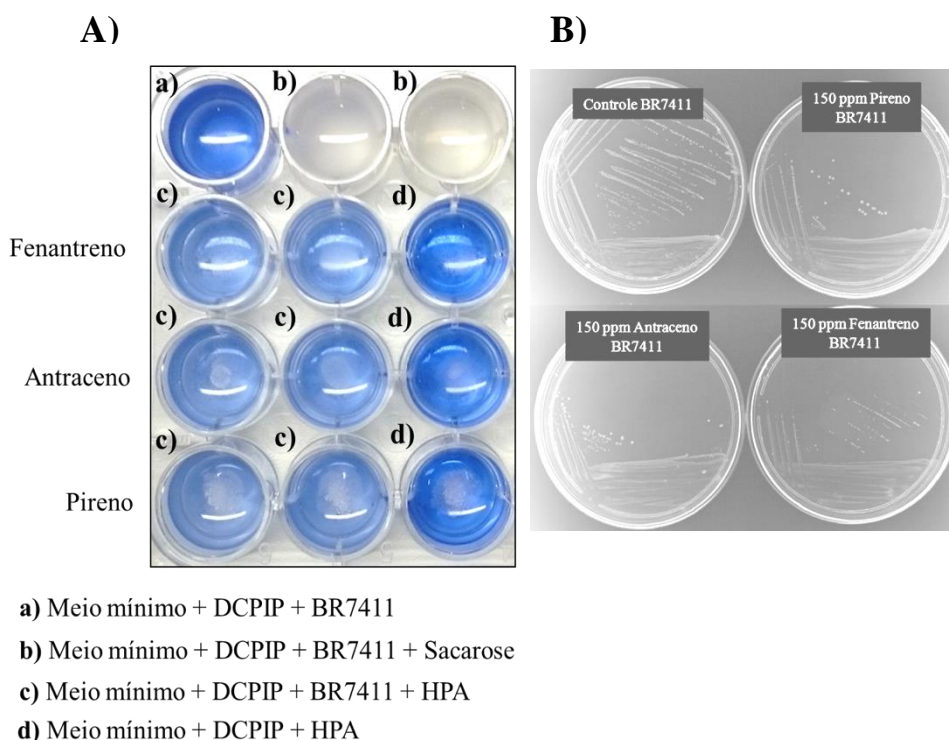 A)
B)
a)
b)
b)
Controle BR7411
150 ppm Pireno
BR7411
Fenantreno
c)
c)
d)
Antraceno
c)
c)
d)
150 ppm Antraceno
BR7411
150 ppm Fenantreno
BR7411
Pireno
c)
c)
d)
a) Meio mínimo + DCPIP + BR7411
b) Meio mínimo + DCPIP + BR7411 + Sacarose
c) Meio mínimo + DCPIP + BR7411 + HPA
d) Meio mínimo + DCPIP + HPA